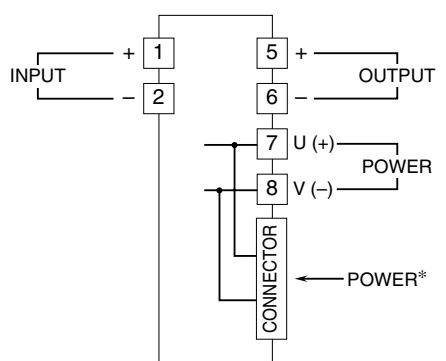 + 1
5 +
INPUT
OUTPUT
− 2
6 −
7 U (+)
POWER
8 V (−)
CONNECTOR
POWER*